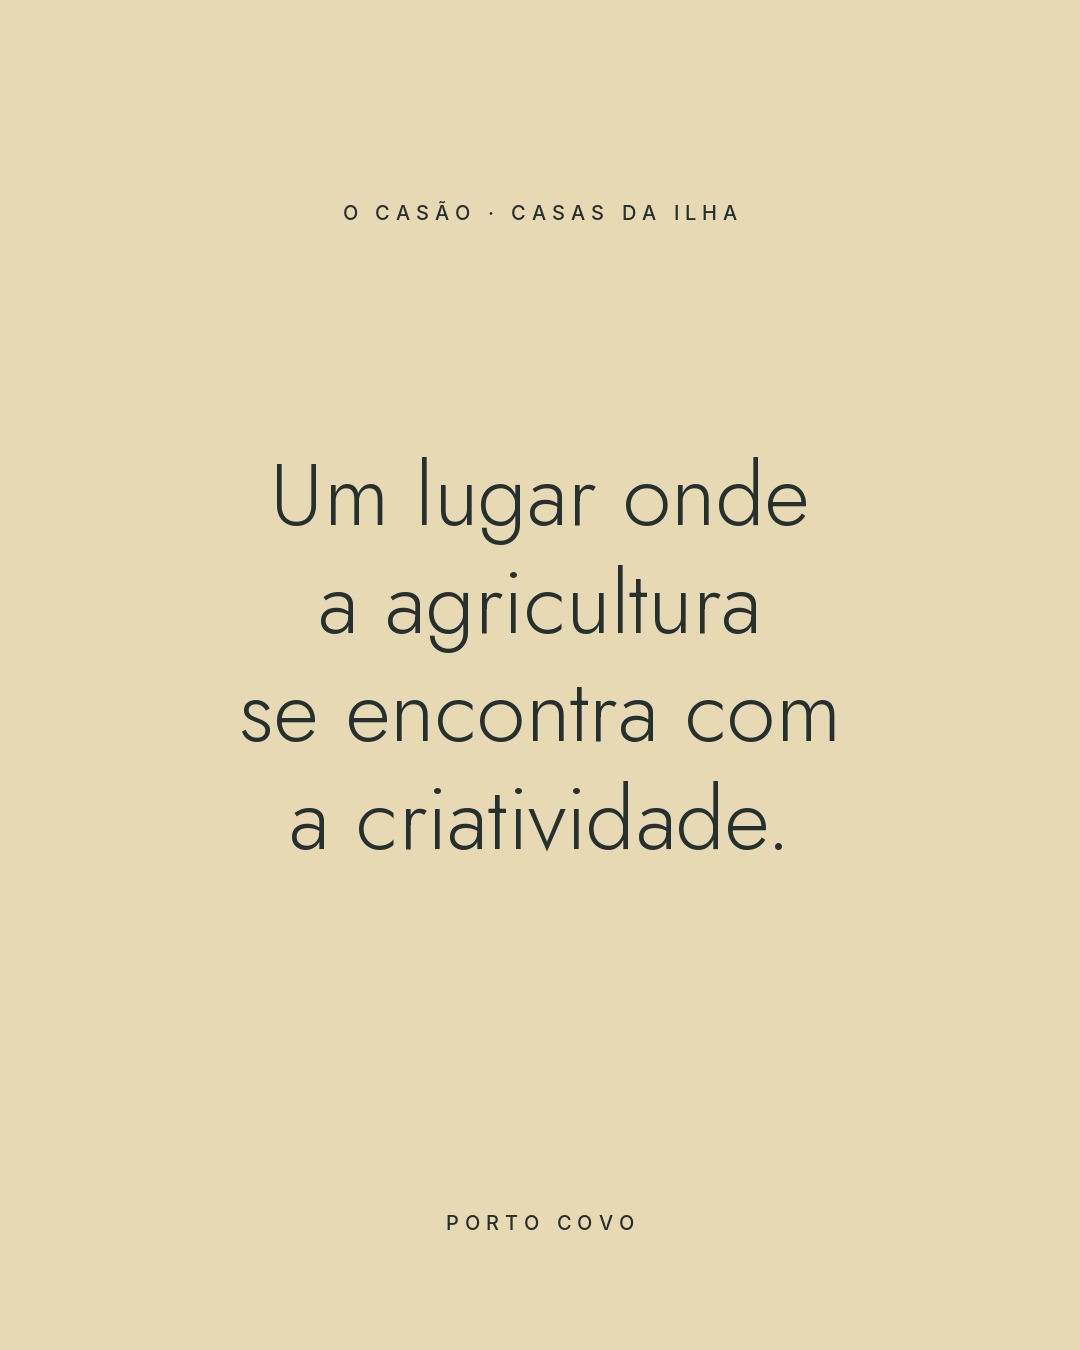 O CASÃO · CASAS DA ILHA
Um lugar onde
a agricultura
se encontra com
a criatividade.
PORTO COVO